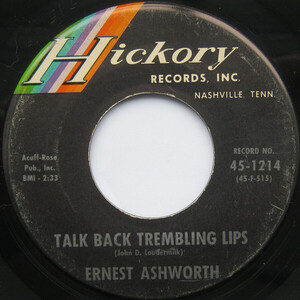 Hickory
RECORDS, INC.
NASHVILLE, TENN.
Acuff-Rose
Pub., Inc.
BMI - 2:33
RECORD NO.
45-1214
(45-f-515)
TALK BACK TREMBLING LIPS
(John D. Loudermilk)
ERNEST ASHWORTH